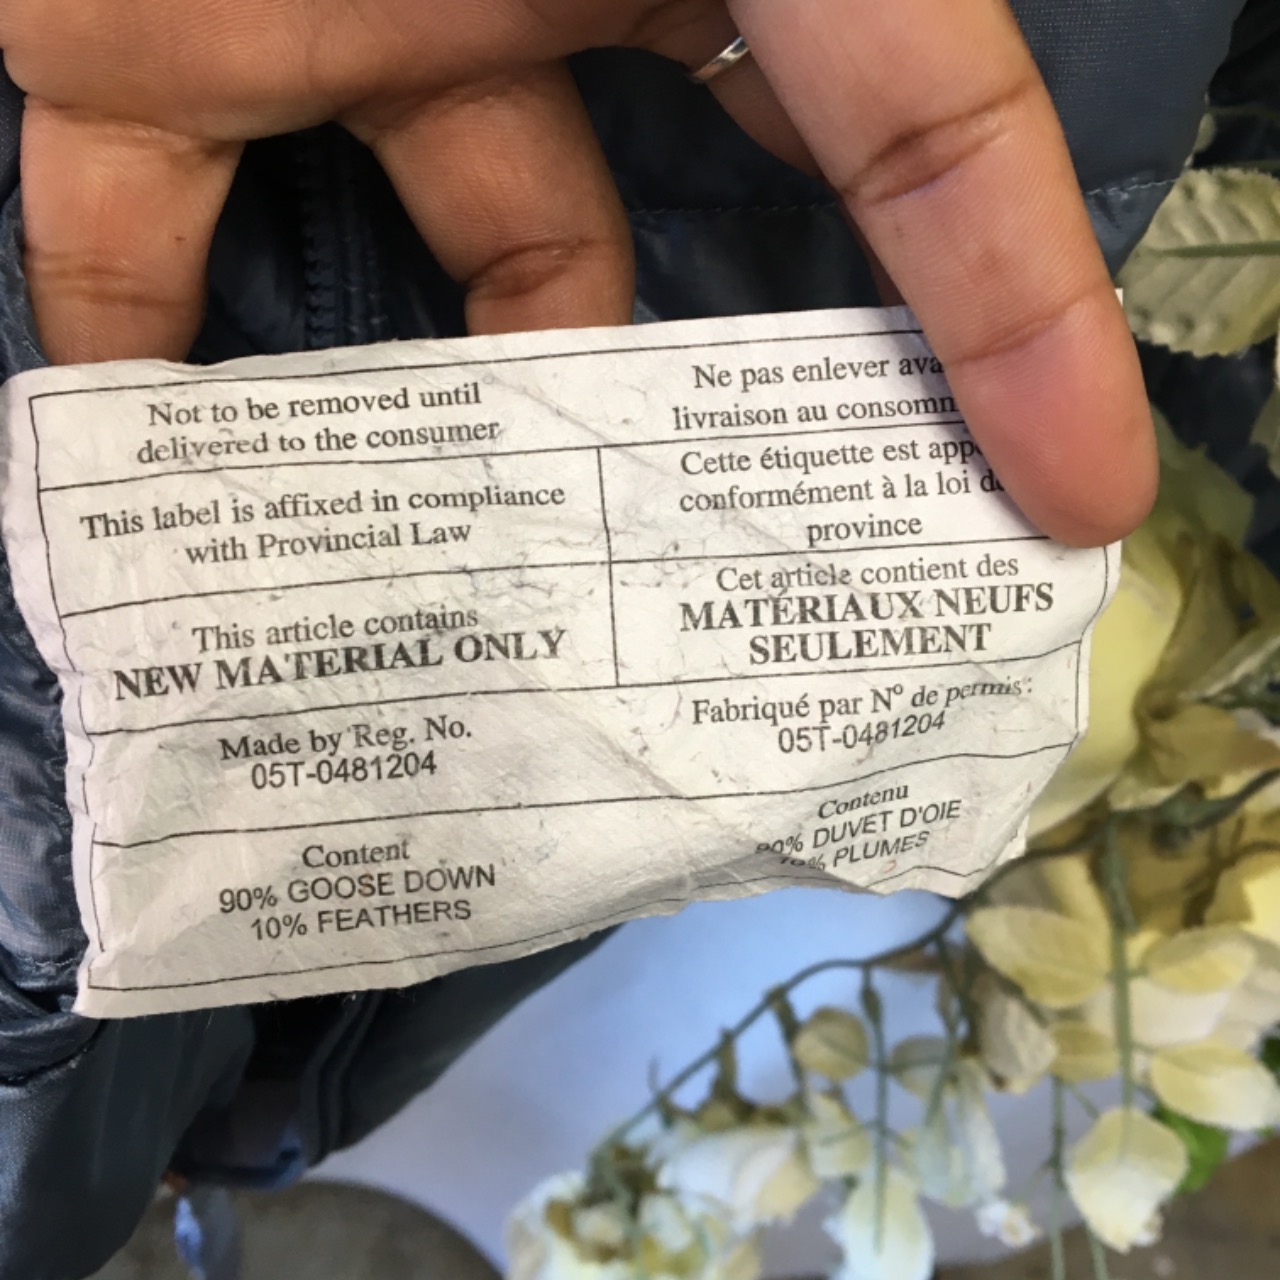 Not to be removed until
delivered to the consumer
Ne pas enlever
livraison au
This label is affixed in compliance
with Provincial Law
Cette étiquette est
conformément à la loi
province
This article contains
NEW MATERIAL ONLY
Cet article contient des
MATÉRIAUX NEUFS
SEULEMENT
Made by Reg. No.
05T-0481204
Fabriqué par Nº de permis:
05T-0481204
Content
90% GOOSE DOWN
10% FEATHERS
Contenu
90% DUVET D'OIE
10% PLUMES